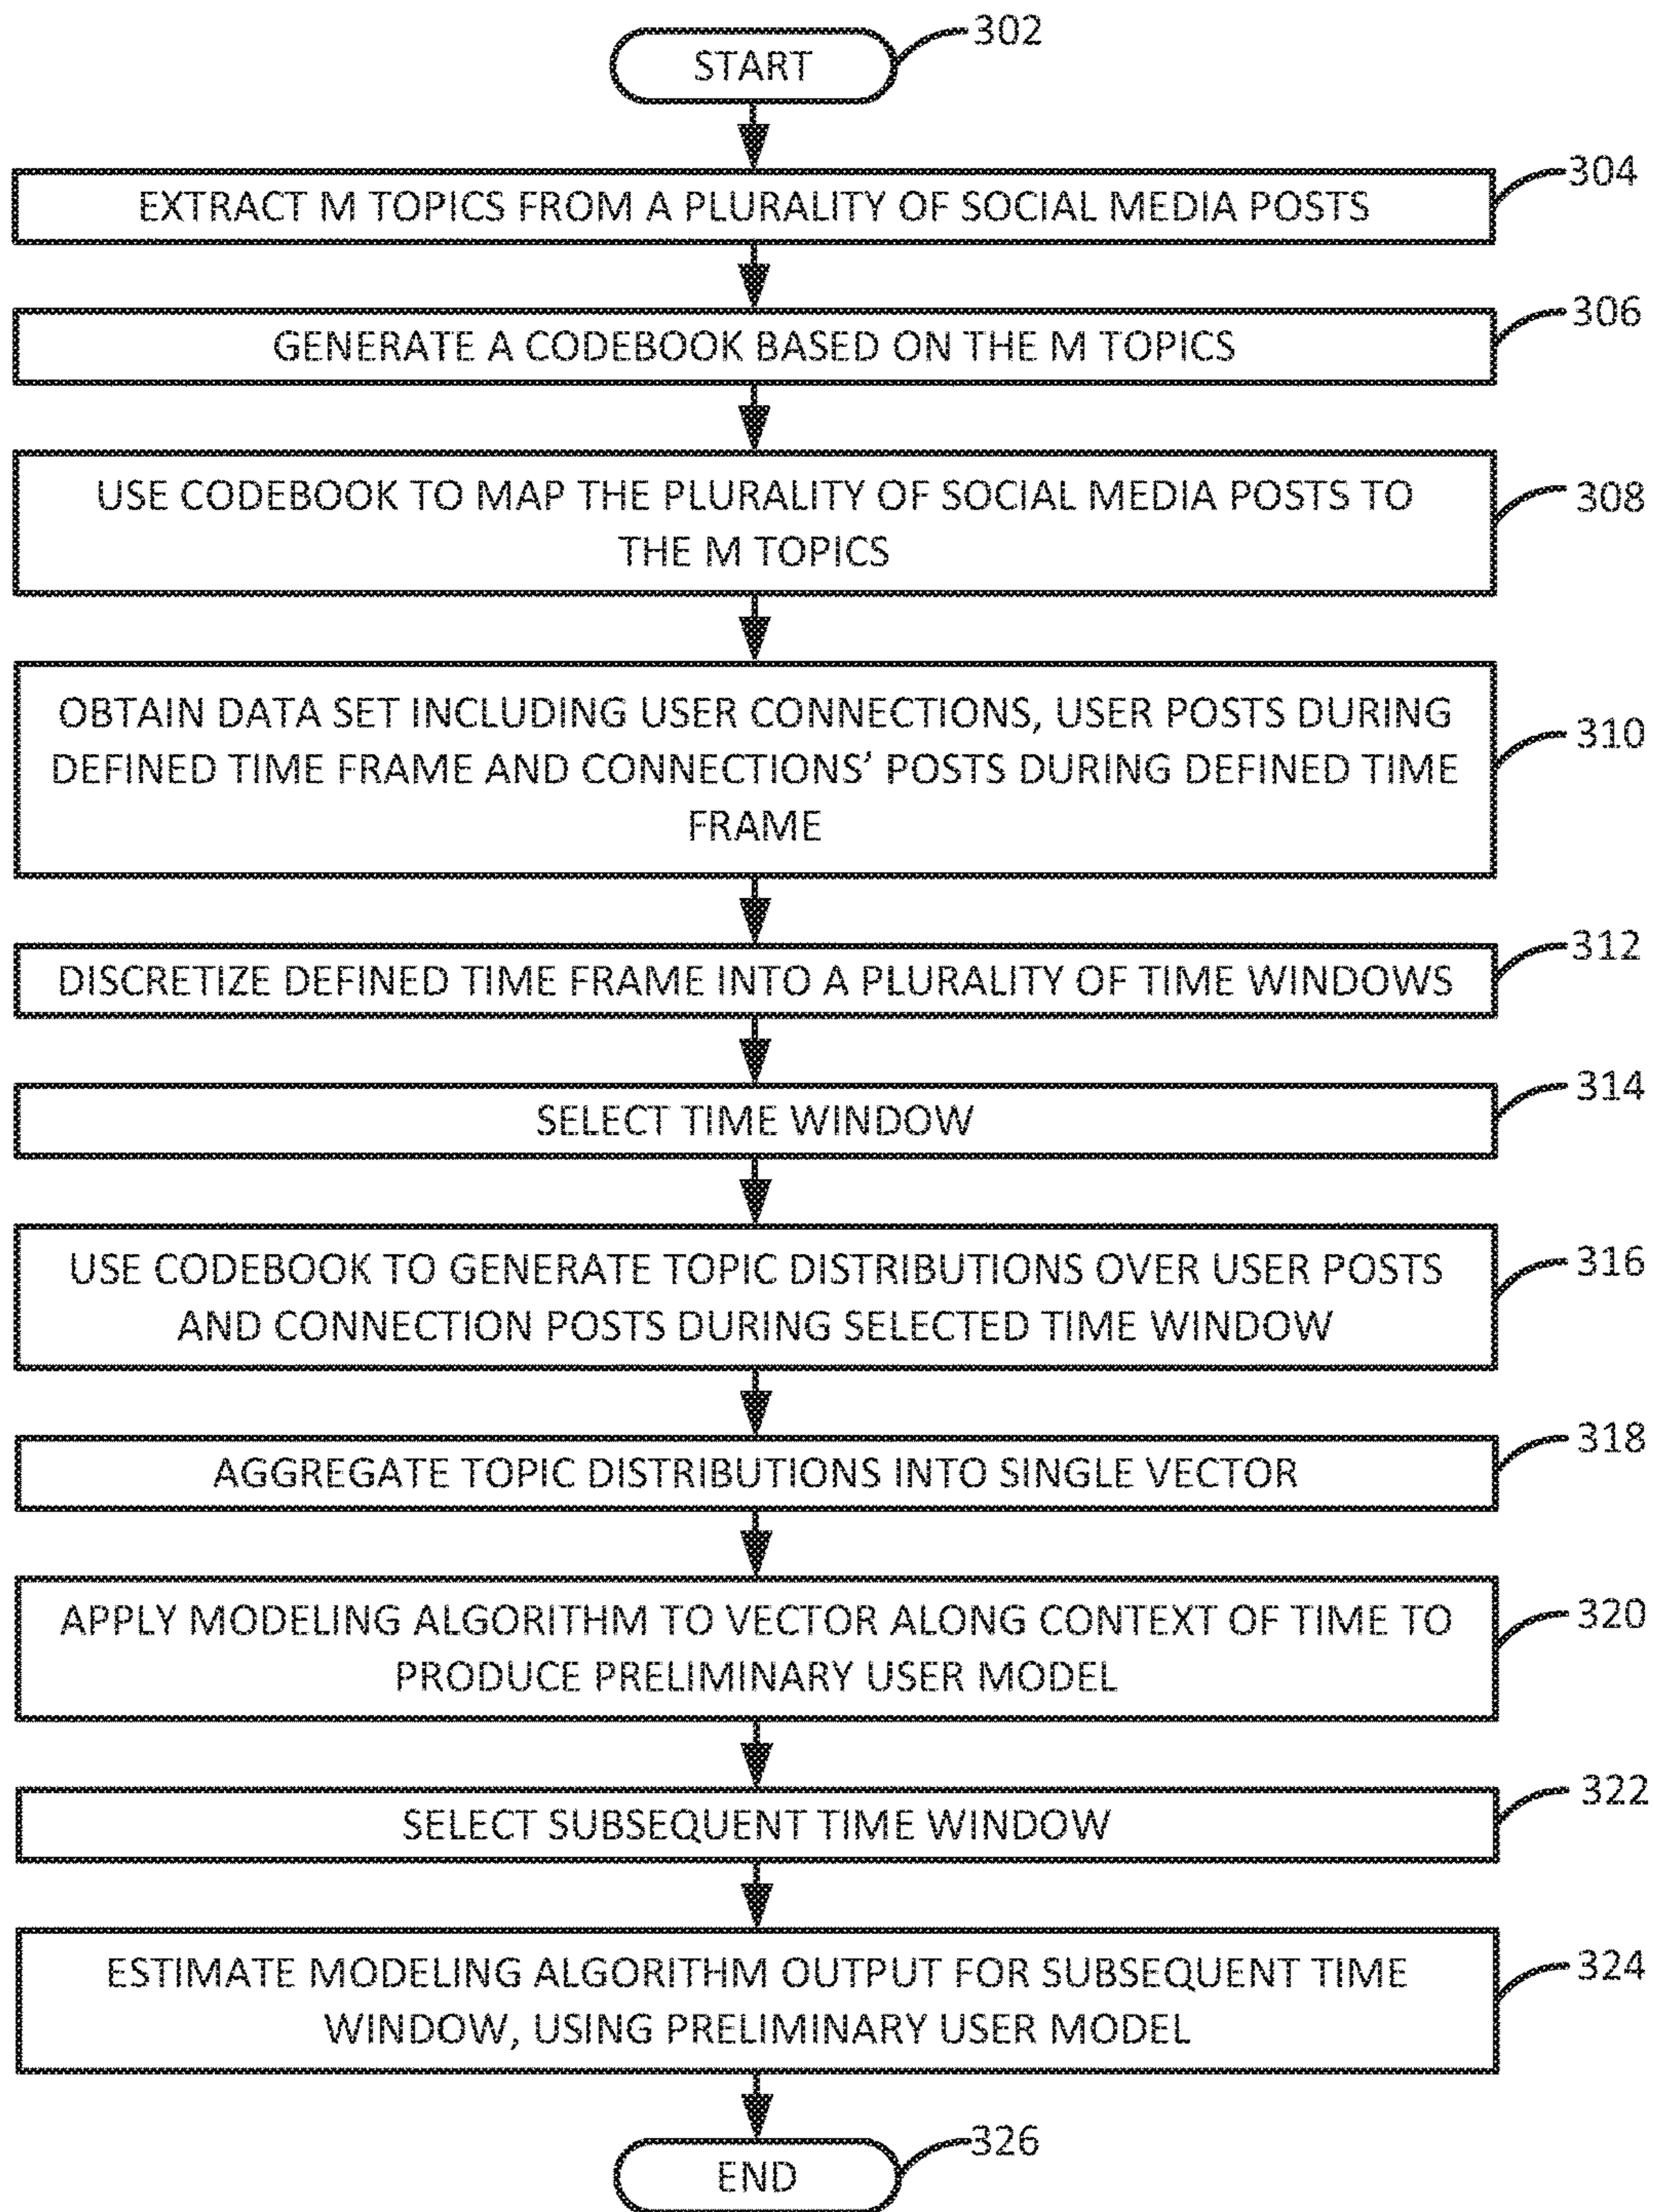 START
302
EXTRACT M TOPICS FROM A PLURALITY OF SOCIAL MEDIA POSTS
304
GENERATE A CODEBOOK BASED ON THE M TOPICS
306
USE CODEBOOK TO MAP THE PLURALITY OF SOCIAL MEDIA POSTS TO
THE M TOPICS
308
OBTAIN DATA SET INCLUDING USER CONNECTIONS, USER POSTS DURING
DEFINED TIME FRAME AND CONNECTIONS' POSTS DURING DEFINED TIME
FRAME
310
DISCRETIZE DEFINED TIME FRAME INTO A PLURALITY OF TIME WINDOWS
312
SELECT TIME WINDOW
314
USE CODEBOOK TO GENERATE TOPIC DISTRIBUTIONS OVER USER POSTS
AND CONNECTION POSTS DURING SELECTED TIME WINDOW
316
AGGREGATE TOPIC DISTRIBUTIONS INTO SINGLE VECTOR
318
APPLY MODELING ALGORITHM TO VECTOR ALONG CONTEXT OF TIME TO
PRODUCE PRELIMINARY USER MODEL
320
SELECT SUBSEQUENT TIME WINDOW
322
ESTIMATE MODELING ALGORITHM OUTPUT FOR SUBSEQUENT TIME
WINDOW, USING PRELIMINARY USER MODEL
324
END
326